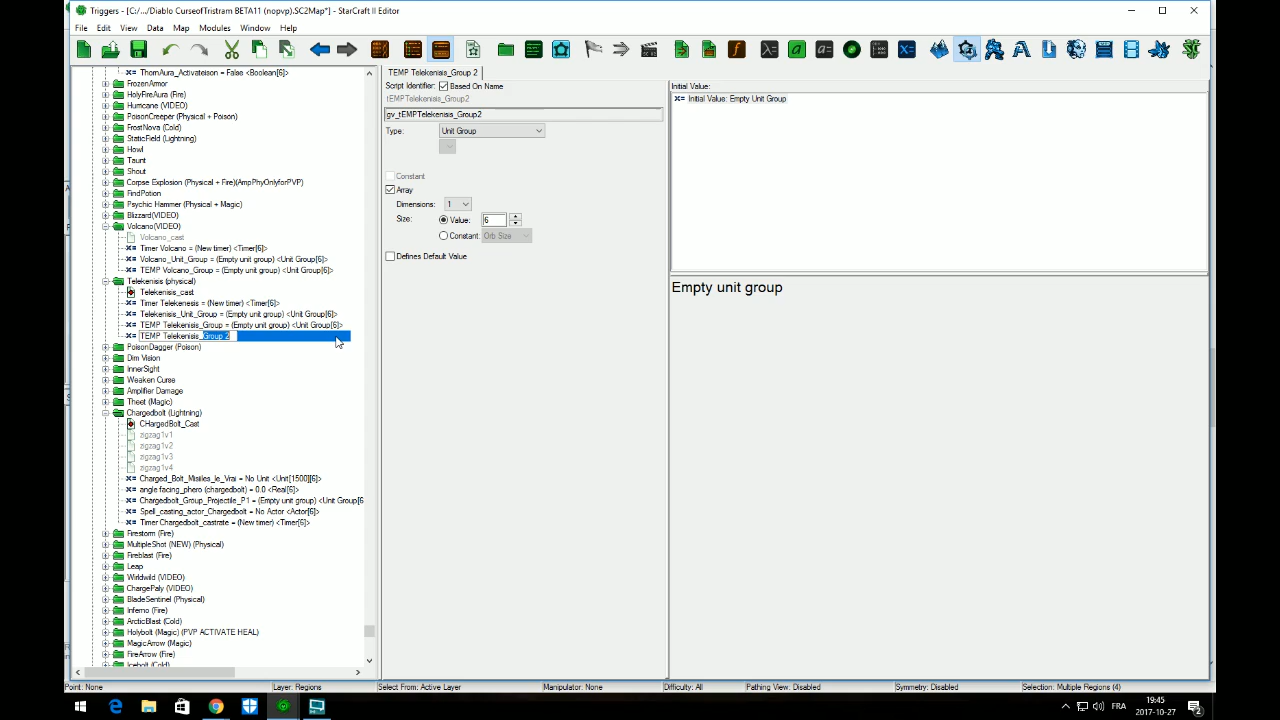 Triggers - [C:/.../Diablo CurseofTristram BETA11 (nopvp).SC2Map*] - StarCraft II Editor
File Edit View Data Map Modules Window Help
ThornAura_Activateison = False <Boolean[6]>
FrozenArmor
HolyFireAura (Fire)
Hurricane (VIDEO)
PoisonCreeper (Physical + Poison)
FrostNova (Cold)
StaticField (Lightning)
Howl
Taunt
Shout
Corpse Explosion (Physical + Fire)(AmpPhyOnlyforPVP)
FindPotion
Psychic Hammer (Physical + Magic)
Blizzard(VIDEO)
Volcano(VIDEO)
Volcano_cast
Timer Volcano = (New timer) <Timer[6]>
Volcano_Unit_Group = (Empty unit group) <Unit Group[6]>
TEMP Volcano_Group = (Empty unit group) <Unit Group[6]>
Telekenisis (physical)
Telekenisis_cast
Timer Telekenesis = (New timer) <Timer[6]>
Telekenesis_Unit_Group = (Empty unit group) <Unit Group[6]>
TEMP Telekenisis_Group = (Empty unit group) <Unit Group[6]>
TEMP Telekenisis_Group 2
PoisonDagger (Poison)
Dim Vision
InnerSight
Weaken Curse
Amplifier Damage
Theet (Magic)
Chargedbolt (Lightning)
CHargedBolt_Cast
zigzag1v1
zigzag1v2
zigzag1v3
zigzag1v4
Charged_Bolt_Misiles_le_Vrai = No Unit <Unit[1500][6]>
angle facing_phero (chargedbolt) = 0.0 <Real[6]>
Chargedbolt_Group_Projectile_P1 = (Empty unit group) <Unit Group[6
Spell_casting_actor_Chargedbolt = No Actor <Actor[6]>
Timer Chargedbolt_castrate = (New timer) <Timer[6]>
Firestorm (Fire)
MultipleShot (NEW) (Physical)
Fireblast (Fire)
Leap
Wirldwild (VIDEO)
ChargePaly (VIDEO)
BladeSentinel (Physical)
Inferno (Fire)
ArcticBlast (Cold)
Holybolt (Magic) (PVP ACTIVATE HEAL)
MagicArrow (Magic)
FireArrow (Fire)
Icebolt (Cold)
TEMP Telekenisis_Group 2
Script Identifier: Based On Name
tEMPTelekenisis_Group2
gv_tEMPTelekenisis_Group2
Type: Unit Group
Constant
Array
Dimensions: 1
Size: Value: 6
Constant: Orb Size
Defines Default Value
Initial Value:
Initial Value: Empty Unit Group
Empty unit group
Point: None Layer: Regions Select From: Active Layer Manipulator: None Difficulty: All Pathing View: Disabled Symmetry: Disabled Selection: Multiple Regions (4)
FRA
19:45
2017-10-27
2